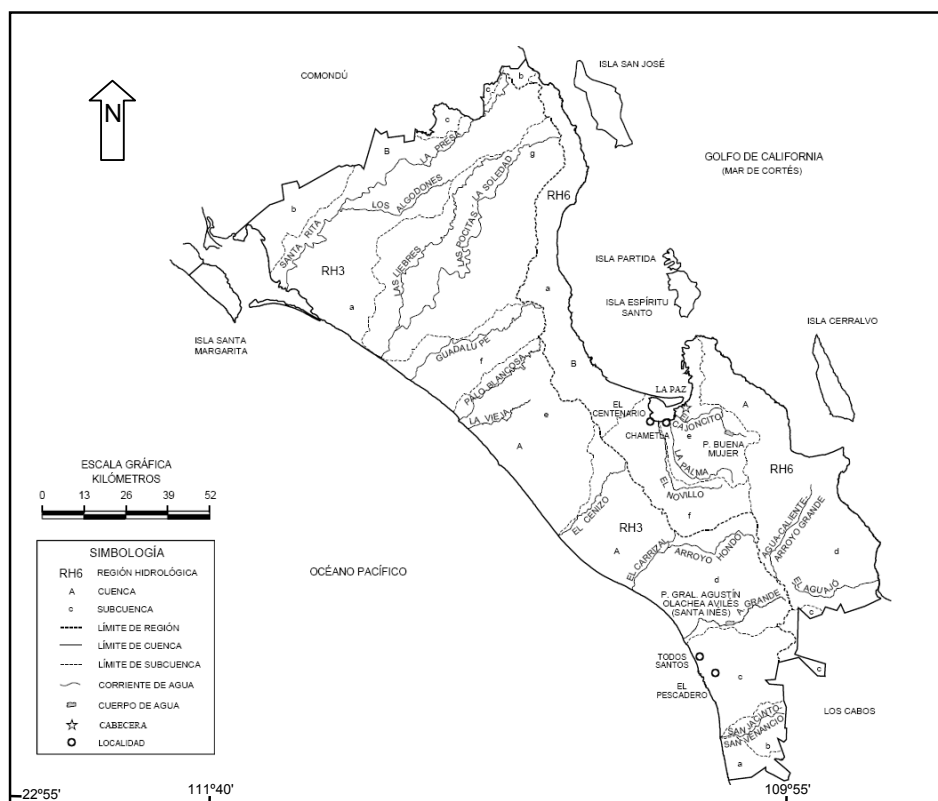 ISLA SAN JOSÉ
COMONDÚ
N
b
c
c
B
LA PRESA
GOLFO DE CALIFORNIA
(MAR DE CORTÉS)
g
LA SOLEDAD
LOS ALGODONES
RH6
b
SANTA RITA
LAS POCITAS
LAS LIEBRES
RH3
ISLA PARTIDA
a
a
ISLA ESPÍRITU
SANTO
ISLA CERRALVO
ISLA SANTA
MARGARITA
GUADALUPE
f
B
PALO BLANCOSA
LA PAZ
A
EL
CENTENARIO
LA VIEJA
e
EL CAJONCITO
CHAMETLA
e
P. BUENA
MUJER
A
LA PALMA
RH6
ESCALA GRÁFICA
KILÓMETROS
0 13 26 39 52
EL NOVILLO
EL CENIZO
RH3
f
AGUA-CALIENTE
ARROYO GRANDE
SIMBOLOGÍA
RH6 REGIÓN HIDROLÓGICA
A CUENCA
c SUBCUENCA
LÍMITE DE REGIÓN
LÍMITE DE CUENCA
LÍMITE DE SUBCUENCA
CORRIENTE DE AGUA
CUERPO DE AGUA
CABECERA
LOCALIDAD
OCÉANO PACÍFICO
A
EL CARRIZAL
ARROYO HONDO
d
d
EL AGUAJÓ
P. GRAL. AGUSTÍN
OLACHEA AVILÉS
(SANTA INÉS)
A. GRANDE
c
TODOS
SANTOS
c
c
EL
PESCADERO
LOS CABOS
SAN JACINTO
SAN VENANCIO
b
a
22º55'
111º40'
109º55'